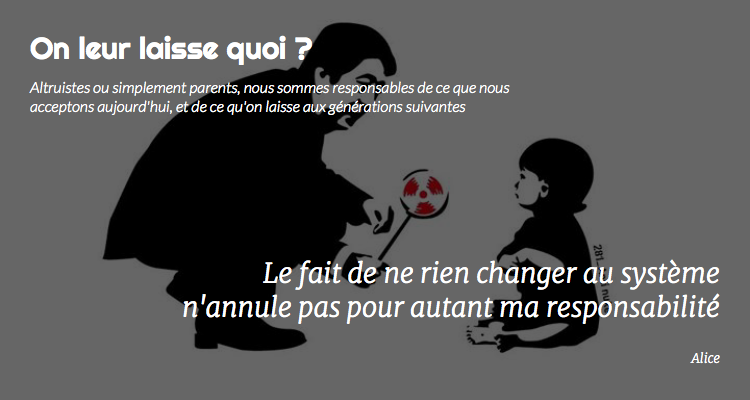 On leur laisse quoi ?
Altruistes ou simplement parents, nous sommes responsables de ce que nous
acceptons aujourd'hui, et de ce qu'on laisse aux générations suivantes
Le fait de ne rien changer au système
n'annule pas pour autant ma responsabilité
Alice